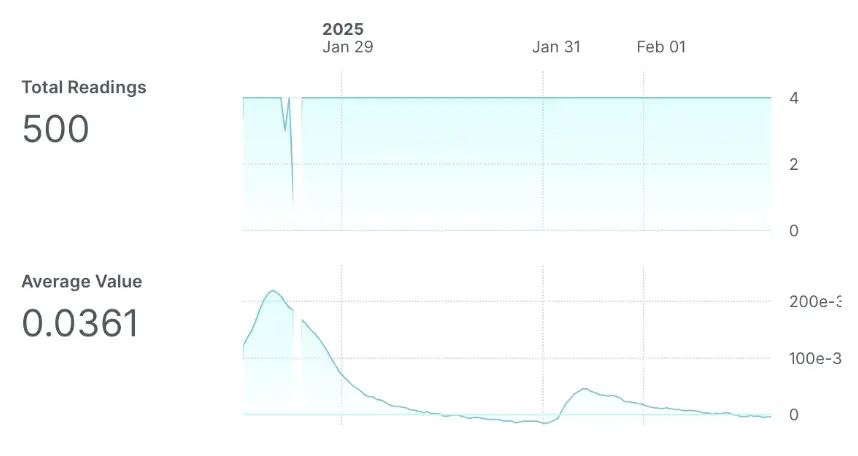 2025
Jan 29
Jan 31
Feb 01
Total Readings
500
4
2
0
Average Value
0.0361
200e-3
100e-3
0